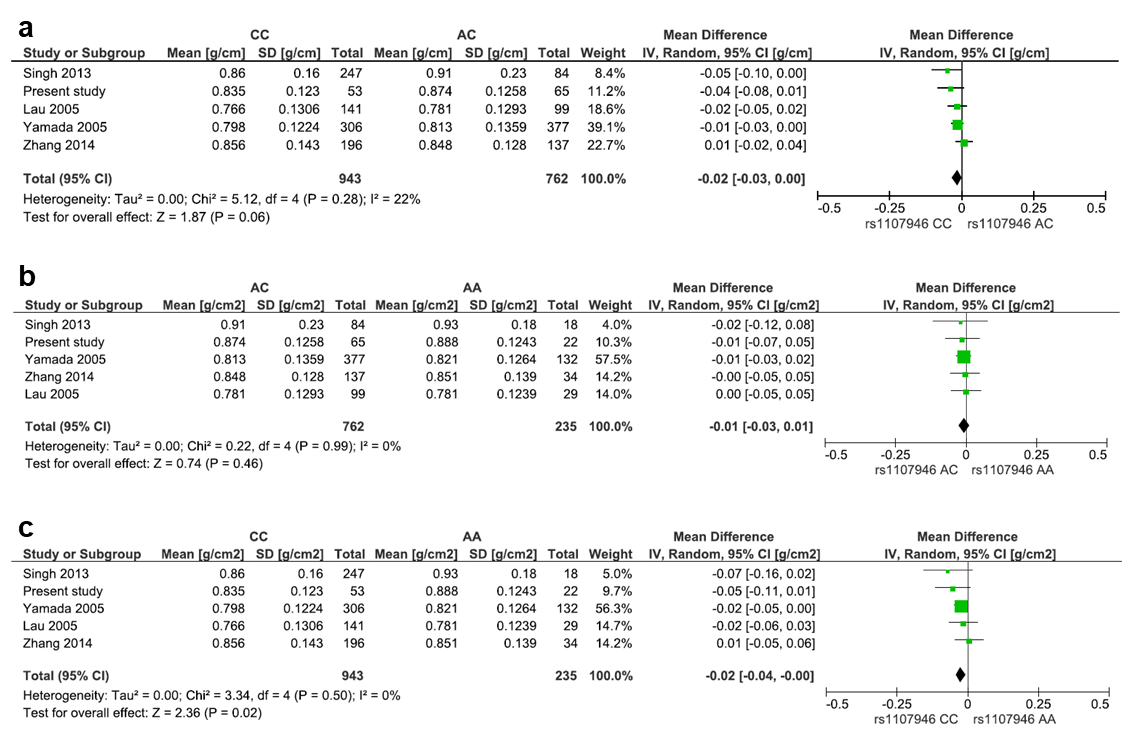 a
CC AC Mean Difference Mean Difference
Study or Subgroup Mean [g/cm] SD [g/cm] Total Mean [g/cm] SD [g/cm] Total Weight IV, Random, 95% CI [g/cm] IV, Random, 95% CI [g/cm]
Singh 2013 0.86 0.16 247 0.91 0.23 84 8.4% -0.05 [-0.10, 0.00]
Present study 0.835 0.123 53 0.874 0.1258 65 11.2% -0.04 [-0.08, 0.01]
Lau 2005 0.766 0.1306 141 0.781 0.1293 99 18.6% -0.02 [-0.05, 0.02]
Yamada 2005 0.798 0.1224 306 0.813 0.1359 377 39.1% -0.01 [-0.03, 0.00]
Zhang 2014 0.856 0.143 196 0.848 0.128 137 22.7% 0.01 [-0.02, 0.04]
Total (95% CI) 943 762 100.0% -0.02 [-0.03, 0.00]
Heterogeneity: Tau² = 0.00; Chi² = 5.12, df = 4 (P = 0.28); I² = 22%
Test for overall effect: Z = 1.87 (P = 0.06)
-0.5 -0.25 0 0.25 0.5
rs1107946 CC rs1107946 AC
b
AC AA Mean Difference Mean Difference
Study or Subgroup Mean [g/cm2] SD [g/cm2] Total Mean [g/cm2] SD [g/cm2] Total Weight IV, Random, 95% CI [g/cm2] IV, Random, 95% CI [g/cm2]
Singh 2013 0.91 0.23 84 0.93 0.18 18 4.0% -0.02 [-0.12, 0.08]
Present study 0.874 0.1258 65 0.888 0.1243 22 10.3% -0.01 [-0.07, 0.05]
Yamada 2005 0.813 0.1359 377 0.821 0.1264 132 57.5% -0.01 [-0.03, 0.02]
Zhang 2014 0.848 0.128 137 0.851 0.139 34 14.2% -0.00 [-0.05, 0.05]
Lau 2005 0.781 0.1293 99 0.781 0.1239 29 14.0% 0.00 [-0.05, 0.05]
Total (95% CI) 762 235 100.0% -0.01 [-0.03, 0.01]
Heterogeneity: Tau² = 0.00; Chi² = 0.22, df = 4 (P = 0.99); I² = 0%
Test for overall effect: Z = 0.74 (P = 0.46)
-0.5 -0.25 0 0.25 0.5
rs1107946 AC rs1107946 AA
c
CC AA Mean Difference Mean Difference
Study or Subgroup Mean [g/cm2] SD [g/cm2] Total Mean [g/cm2] SD [g/cm2] Total Weight IV, Random, 95% CI [g/cm2] IV, Random, 95% CI [g/cm2]
Singh 2013 0.86 0.16 247 0.93 0.18 18 5.0% -0.07 [-0.16, 0.02]
Present study 0.835 0.123 53 0.888 0.1243 22 9.7% -0.05 [-0.11, 0.01]
Yamada 2005 0.798 0.1224 306 0.821 0.1264 132 56.3% -0.02 [-0.05, 0.00]
Lau 2005 0.766 0.1306 141 0.781 0.1239 29 14.7% -0.02 [-0.06, 0.03]
Zhang 2014 0.856 0.143 196 0.851 0.139 34 14.2% 0.01 [-0.05, 0.06]
Total (95% CI) 943 235 100.0% -0.02 [-0.04, -0.00]
Heterogeneity: Tau² = 0.00; Chi² = 3.34, df = 4 (P = 0.50); I² = 0%
Test for overall effect: Z = 2.36 (P = 0.02)
-0.5 -0.25 0 0.25 0.5
rs1107946 CC rs1107946 AA